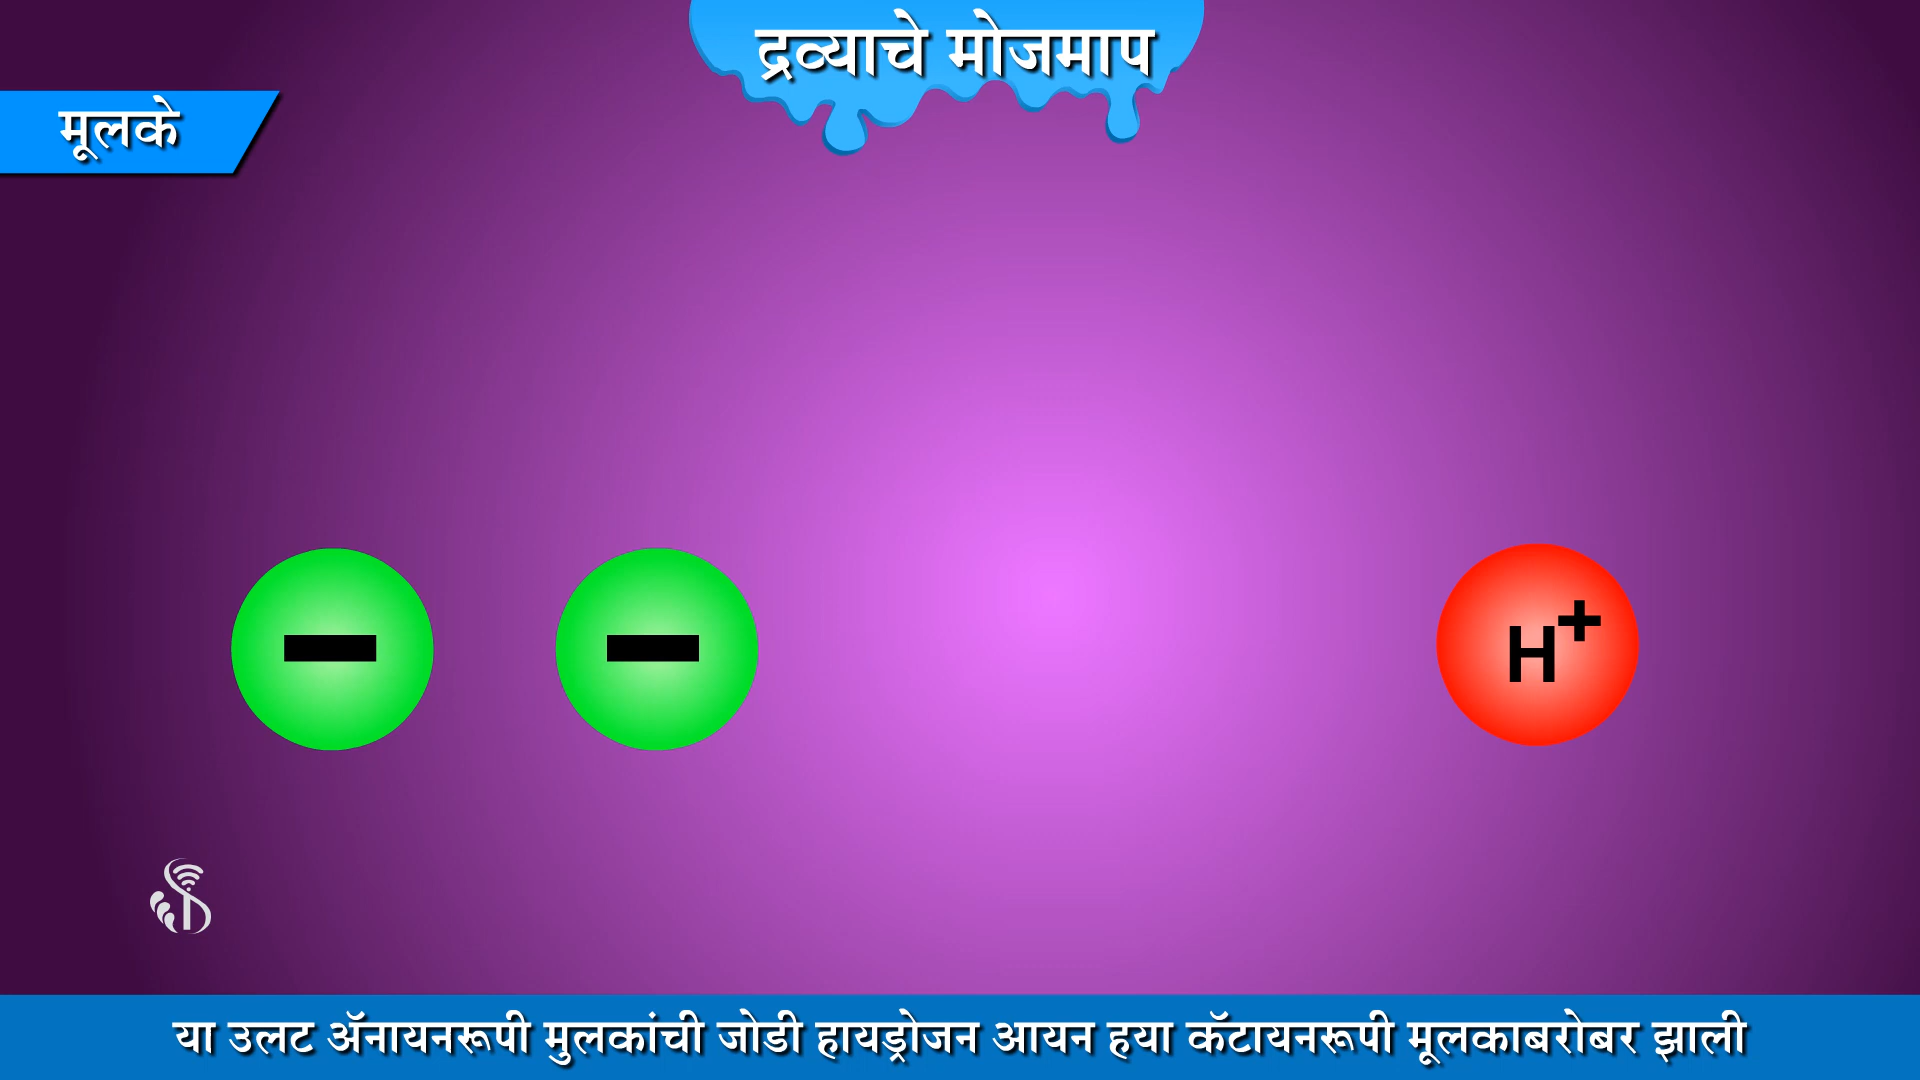 द्रव्याचे मोजमाप
मूलके
− −
H⁺
या उलट ॲनायनरूपी मुलकांची जोडी हायड्रोजन आयन हया कॅटायनरूपी मूलकाबरोबर झाली